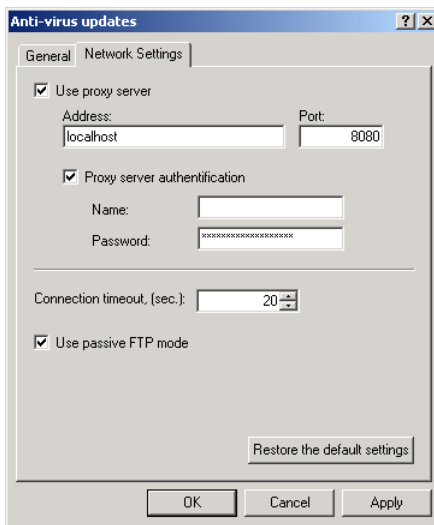 Anti-virus updates
General Network Settings
Use proxy server
Address: Port:
localhost 8080
Proxy server authentification
Name:
Password: xxxxxxxxxxxxxxxxxxx
Connection timeout, (sec.): 20
Use passive FTP mode
Restore the default settings
OK Cancel Apply